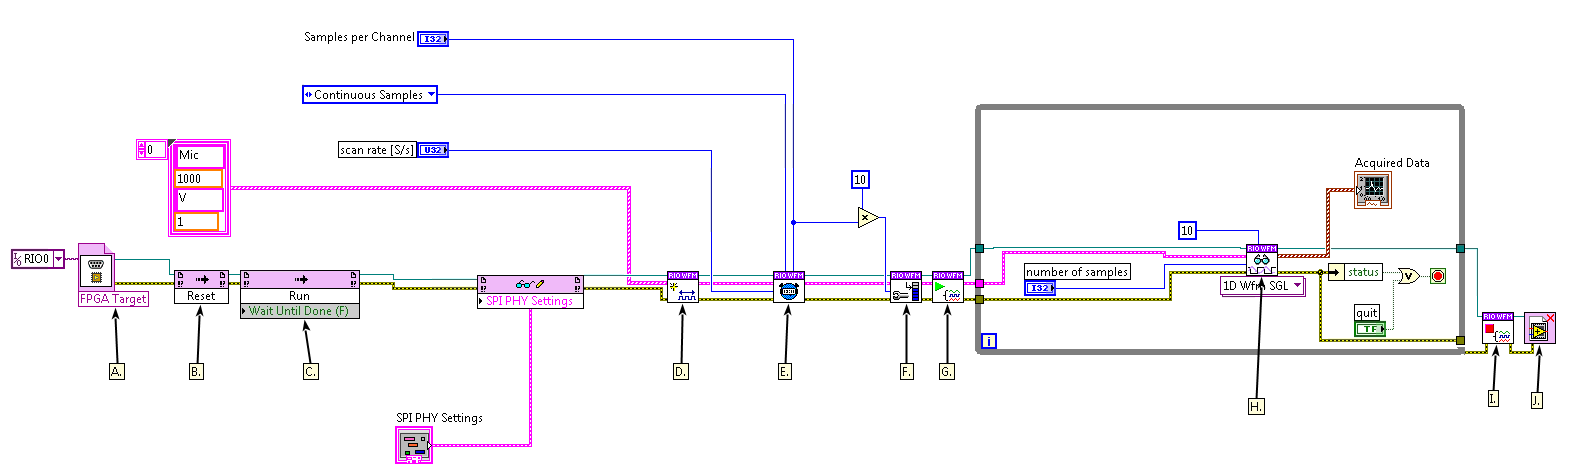 Samples per Channel
I32
Continuous Samples
scan rate [S/s]
U32
0
Mic
1000
V
1
10
RIO0
FPGA Target
Reset
Run
Wait Until Done (F)
SPI PHY Settings
RIO WFM
RIO WFM
RIO WFM
RIO WFM
Acquired Data
10
RIO WFM
number of samples
I32
1D Wfm SGL
status
quit
TF
i
RIO WFM
A.
B.
C.
D.
E.
F.
G.
H.
I.
J.
SPI PHY Settings